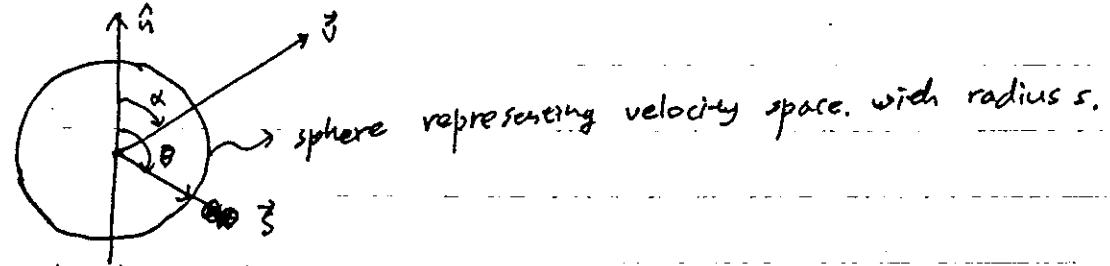 n̂
v⃗
α
sphere representing velocity space. with radius s.
θ
s⃗